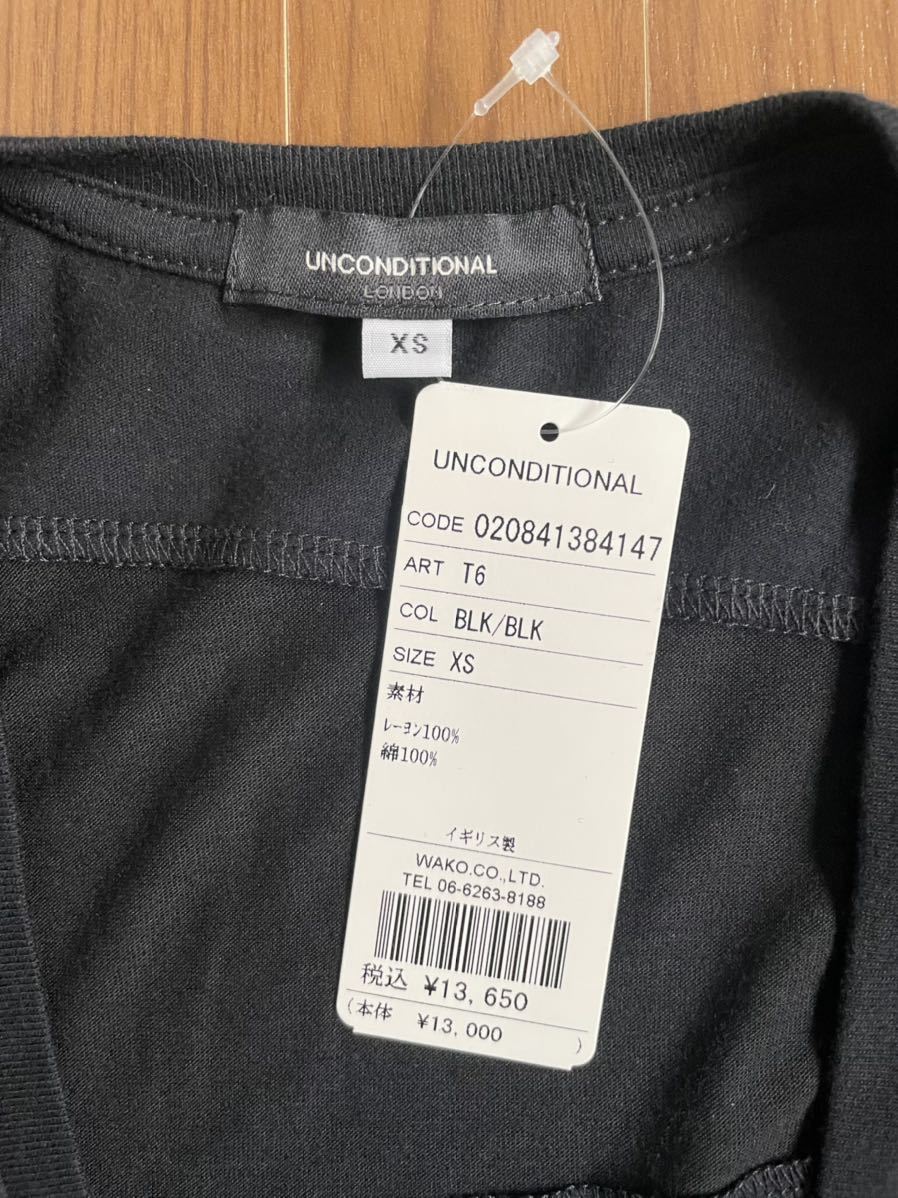 UNCONDITIONAL
LONDON
XS
UNCONDITIONAL
CODE 020841384147
ART T6
COL BLK/BLK
SIZE XS
素材
ﾚｰﾖﾝ100%
綿100%
イギリス製
WAKO.CO.,LTD.
TEL 06-6263-8188
税込 ¥13,650
(本体 ¥13,000 )